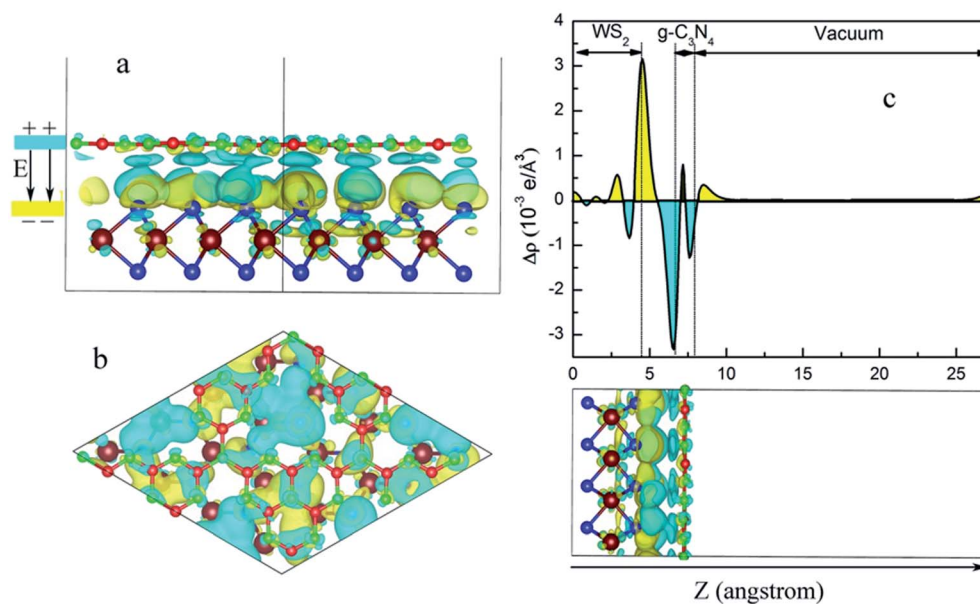 a
+ +
E
− −
b
WS2
g-C3N4
Vacuum
c
Δρ (10⁻³ e/Å³)
4
3
2
1
0
-1
-2
-3
0
5
10
15
20
25
Z (angstrom)